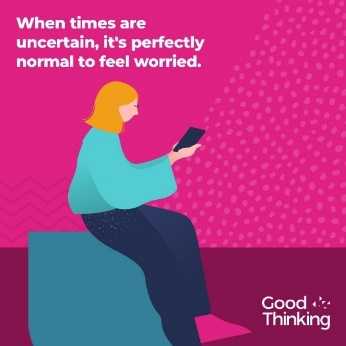 When times are
uncertain, it's perfectly
normal to feel worried.
Good
Thinking